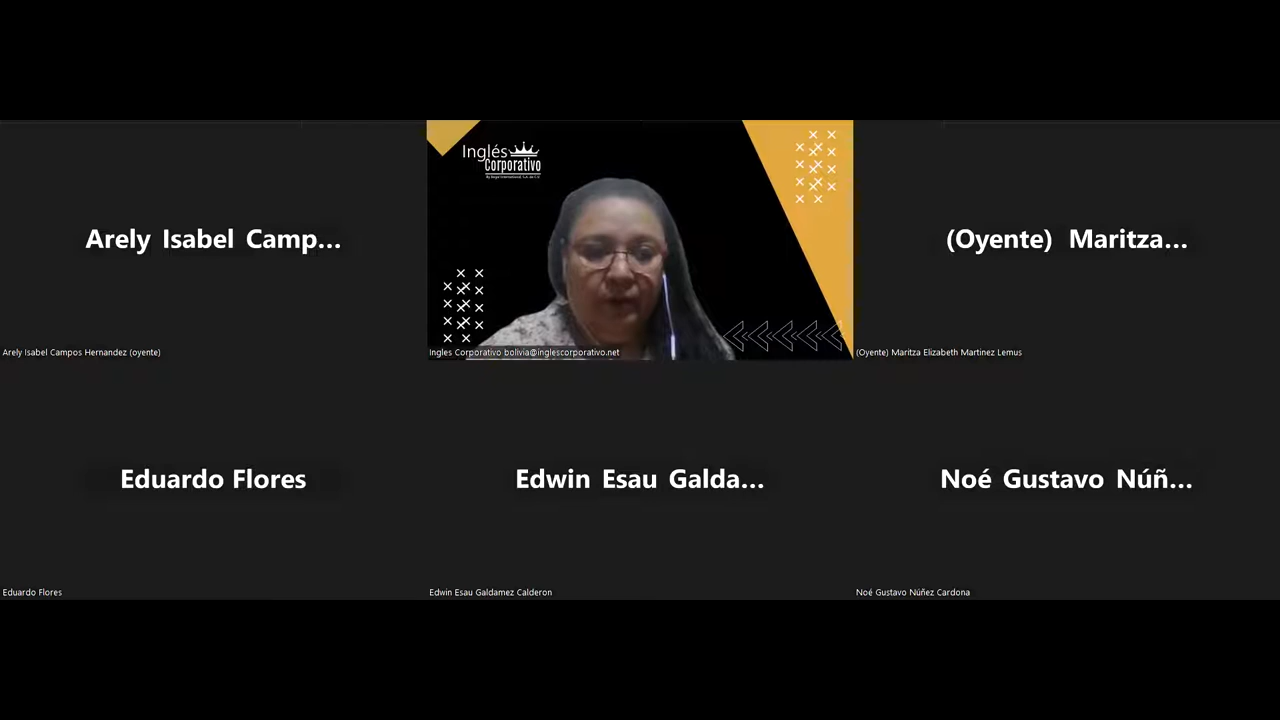 Arely Isabel Camp...
Arely Isabel Campos Hernandez (oyente)
Inglés
Corporativo
Ingles Corporativo bolivia@inglescorporativo.net
(Oyente) Maritza...
(Oyente) Maritza Elizabeth Martinez Lemus
Eduardo Flores
Eduardo Flores
Edwin Esau Galda...
Edwin Esau Galdamez Calderon
Noé Gustavo Núñ...
Noé Gustavo Núñez Cardona